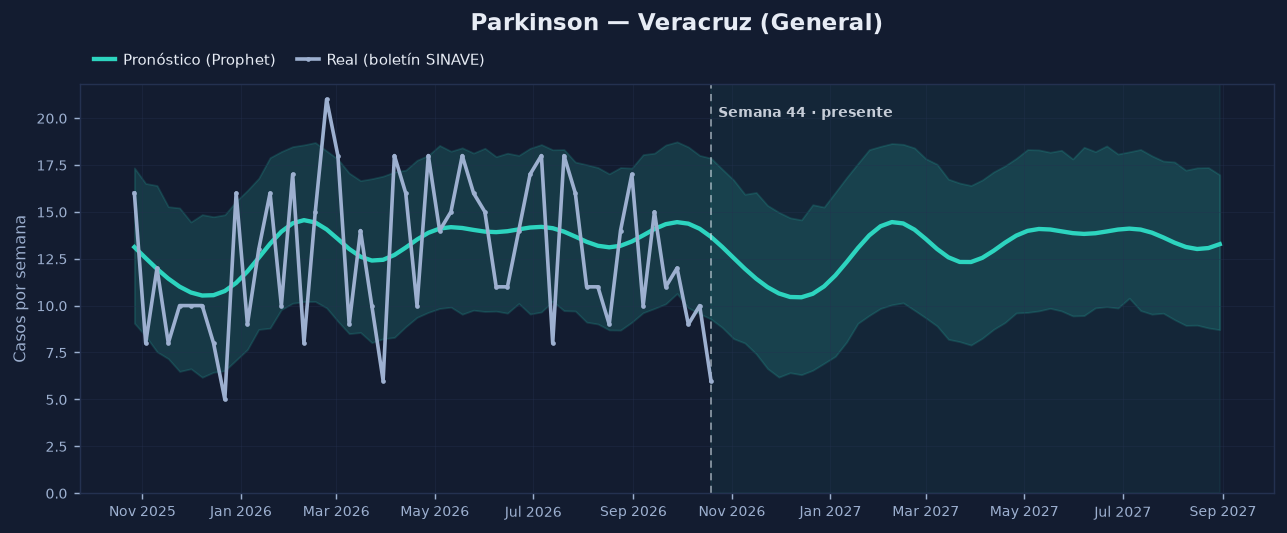 Parkinson — Veracruz (General)
Pronóstico (Prophet)
Real (boletín SINAVE)
Semana 44 · presente
Casos por semana
20.0
17.5
15.0
12.5
10.0
7.5
5.0
2.5
0.0
Nov 2025
Jan 2026
Mar 2026
May 2026
Jul 2026
Sep 2026
Nov 2026
Jan 2027
Mar 2027
May 2027
Jul 2027
Sep 2027